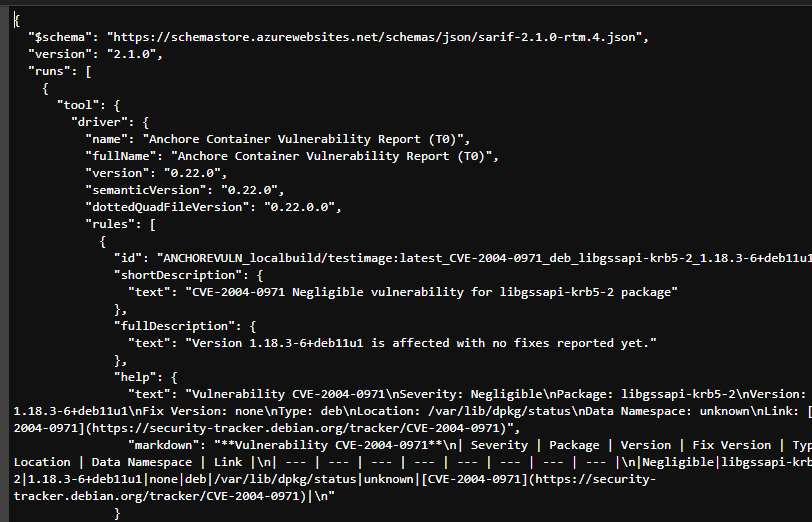 {
"$schema": "https://schemastore.azurewebsites.net/schemas/json/sarif-2.1.0-rtm.4.json",
"version": "2.1.0",
"runs": [
{
"tool": {
"driver": {
"name": "Anchore Container Vulnerability Report (T0)",
"fullName": "Anchore Container Vulnerability Report (T0)",
"version": "0.22.0",
"semanticVersion": "0.22.0",
"dottedQuadFileVersion": "0.22.0.0",
"rules": [
{
"id": "ANCHOREVULN_localbuild/testimage:latest_CVE-2004-0971_deb_libgssapi-krb5-2_1.18.3-6+deb11u1
"shortDescription": {
"text": "CVE-2004-0971 Negligible vulnerability for libgssapi-krb5-2 package"
},
"fullDescription": {
"text": "Version 1.18.3-6+deb11u1 is affected with no fixes reported yet."
},
"help": {
"text": "Vulnerability CVE-2004-0971\nSeverity: Negligible\nPackage: libgssapi-krb5-2\nVersion:
1.18.3-6+deb11u1\nFix Version: none\nType: deb\nLocation: /var/lib/dpkg/status\nData Namespace: unknown\nLink: [
2004-0971](https://security-tracker.debian.org/tracker/CVE-2004-0971)",
"markdown": "**Vulnerability CVE-2004-0971**\n| Severity | Package | Version | Fix Version | Typ
Location | Data Namespace | Link |\n| --- | --- | --- | --- | --- | --- | --- | --- |\n|Negligible|libgssapi-krb
2|1.18.3-6+deb11u1|none|deb|/var/lib/dpkg/status|unknown|[CVE-2004-0971](https://security-
tracker.debian.org/tracker/CVE-2004-0971)|\n"
}